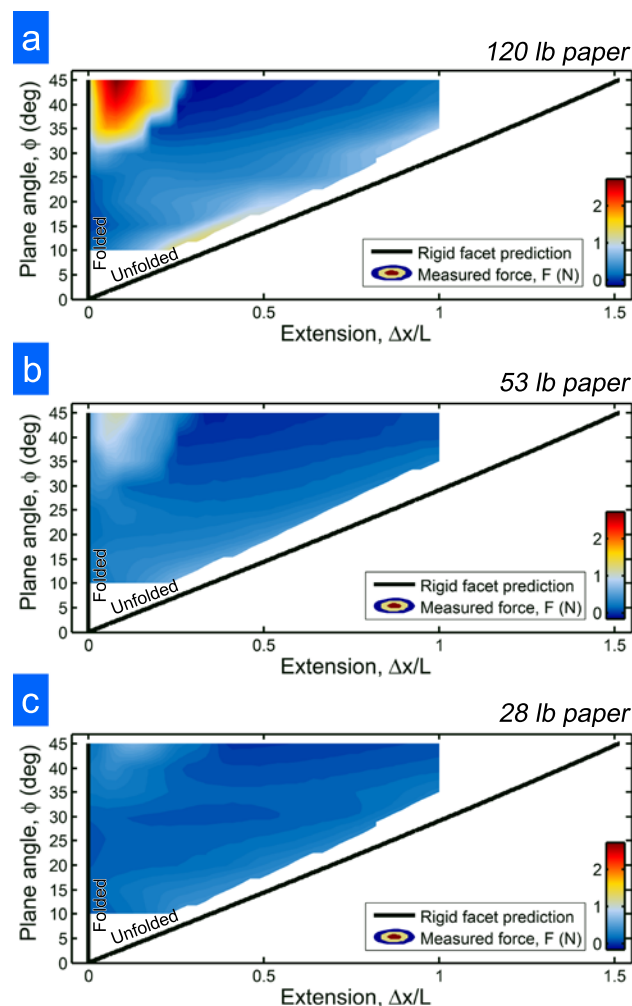 a
120 lb paper
Plane angle, ϕ (deg)
45
40
35
30
25
20
15
10
5
0
Folded
Unfolded
Rigid facet prediction
Measured force, F (N)
2
1
0
0
0.5
1
1.5
Extension, Δx/L
b
53 lb paper
Plane angle, ϕ (deg)
45
40
35
30
25
20
15
10
5
0
Folded
Unfolded
Rigid facet prediction
Measured force, F (N)
2
1
0
0
0.5
1
1.5
Extension, Δx/L
c
28 lb paper
Plane angle, ϕ (deg)
45
40
35
30
25
20
15
10
5
0
Folded
Unfolded
Rigid facet prediction
Measured force, F (N)
2
1
0
0
0.5
1
1.5
Extension, Δx/L